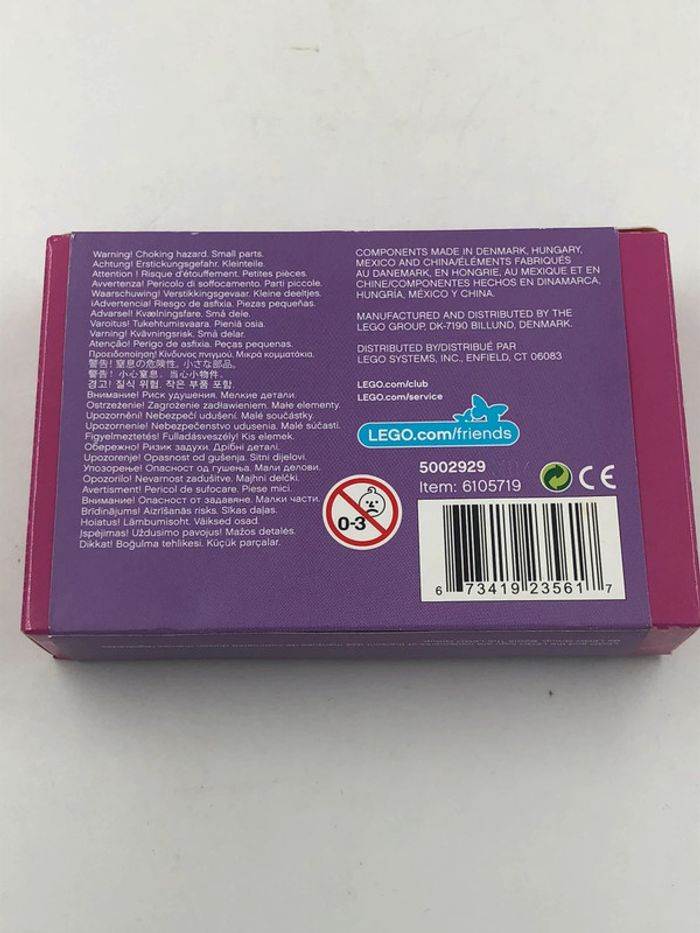 Warning! Choking hazard. Small parts.
Achtung! Erstickungsgefahr. Kleinteile.
Attention ! Risque d'étouffement. Petites pièces.
Avvertenza! Pericolo di soffocamento. Parti piccole.
Waarschuwing! Verstikkingsgevaar. Kleine deeltjes.
¡Advertencia! Riesgo de asfixia. Piezas pequeñas.
Advarsel! Kvælningsfare. Små dele.
Varoitus! Tukehtumisvaara. Pieniä osia.
Varning! Kvävningsrisk. Små delar.
Atenção! Perigo de asfixia. Peças pequenas.
Προειδοποίηση! Κίνδυνος πνιγμού. Μικρά κομματάκια.
警告! 窒息の危険性。小さな部品。
警告! 小心窒息。当心小物件。
경고! 질식 위험. 작은 부품 포함.
Внимание! Риск удушения. Мелкие детали.
Ostrzeżenie! Zagrożenie zadławieniem. Małe elementy.
Upozornění! Nebezpečí udušení. Malé součástky.
Upozornenie! Nebezpečenstvo udusenia. Malé súčasti.
Figyelmeztetés! Fulladásveszély! Kis elemek.
Обережно! Ризик задухи. Дрібні деталі.
Upozorenje! Opasnost od gušenja. Sitni dijelovi.
Упозорење! Опасност од гушења. Мали делови.
Opozorilo! Nevarnost zadušitve. Majhni delčki.
Avertisment! Pericol de sufocare. Piese mici.
Внимание! Опасност от задавяне. Малки части.
Brīdinājums! Aizrīšanās risks. Sīkas daļas.
Hoiatus! Lämbumisoht. Väiksed osad.
Įspėjimas! Uždusimo pavojus! Mažos detalės.
Dikkat! Boğulma tehlikesi. Küçük parçalar.
COMPONENTS MADE IN DENMARK, HUNGARY,
MEXICO AND CHINA/ÉLÉMENTS FABRIQUÉS
AU DANEMARK, EN HONGRIE, AU MEXIQUE ET EN
CHINE/COMPONENTES HECHOS EN DINAMARCA,
HUNGRÍA, MÉXICO Y CHINA.
MANUFACTURED AND DISTRIBUTED BY THE
LEGO GROUP, DK-7190 BILLUND, DENMARK.
DISTRIBUTED BY/DISTRIBUÉ PAR
LEGO SYSTEMS, INC., ENFIELD, CT 06083
LEGO.com/club
LEGO.com/service
LEGO.com/friends
5002929
Item: 6105719
CE
0-3
6 73419 23561 7